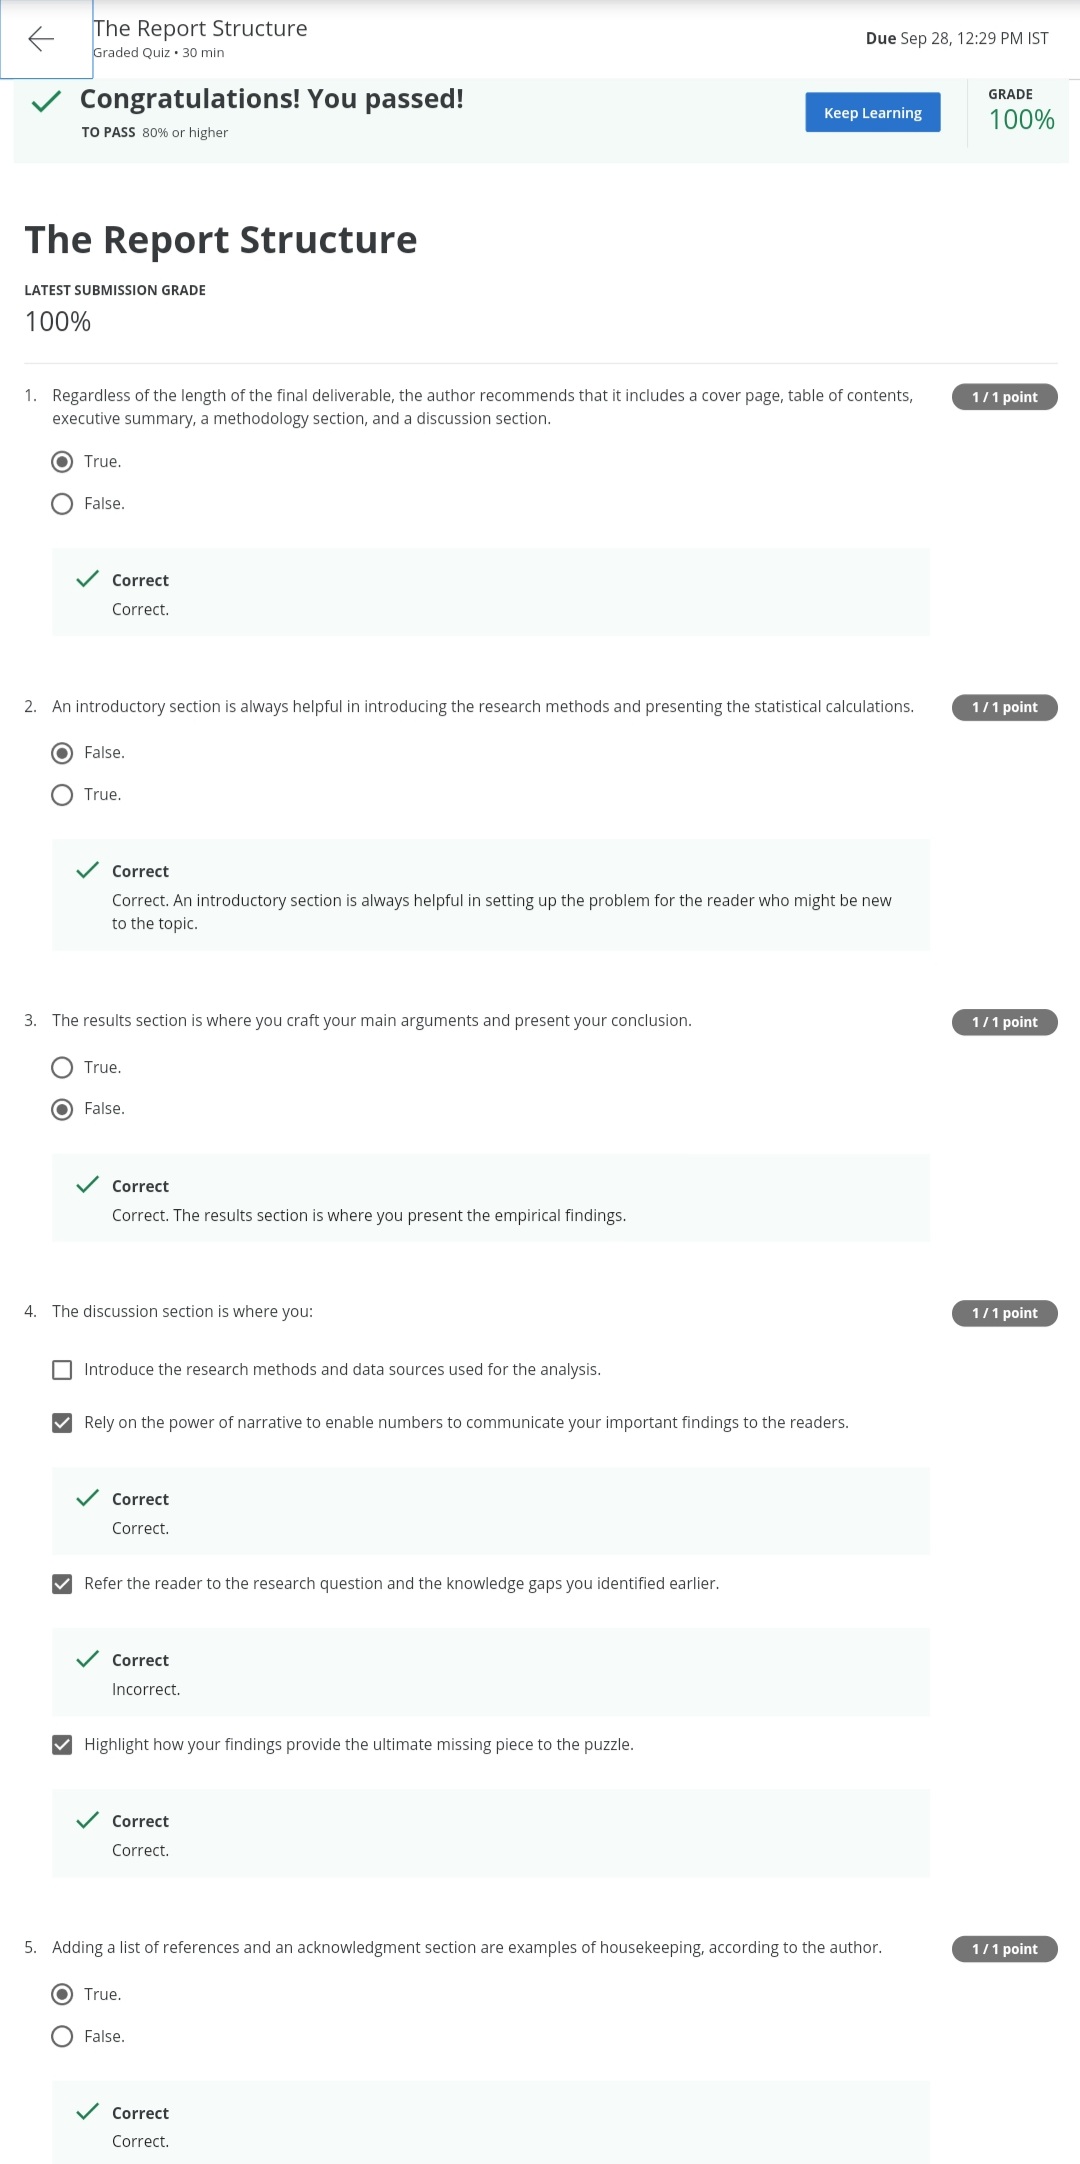 The Report Structure
Graded Quiz • 30 min
Due Sep 28, 12:29 PM IST
Congratulations! You passed!
TO PASS 80% or higher
Keep Learning
GRADE
100%
The Report Structure
LATEST SUBMISSION GRADE
100%
1. Regardless of the length of the final deliverable, the author recommends that it includes a cover page, table of contents,
executive summary, a methodology section, and a discussion section.
1 / 1 point
True.
False.
Correct
Correct.
2. An introductory section is always helpful in introducing the research methods and presenting the statistical calculations.
1 / 1 point
False.
True.
Correct
Correct. An introductory section is always helpful in setting up the problem for the reader who might be new
to the topic.
3. The results section is where you craft your main arguments and present your conclusion.
1 / 1 point
True.
False.
Correct
Correct. The results section is where you present the empirical findings.
4. The discussion section is where you:
1 / 1 point
Introduce the research methods and data sources used for the analysis.
Rely on the power of narrative to enable numbers to communicate your important findings to the readers.
Correct
Correct.
Refer the reader to the research question and the knowledge gaps you identified earlier.
Correct
Incorrect.
Highlight how your findings provide the ultimate missing piece to the puzzle.
Correct
Correct.
5. Adding a list of references and an acknowledgment section are examples of housekeeping, according to the author.
1 / 1 point
True.
False.
Correct
Correct.